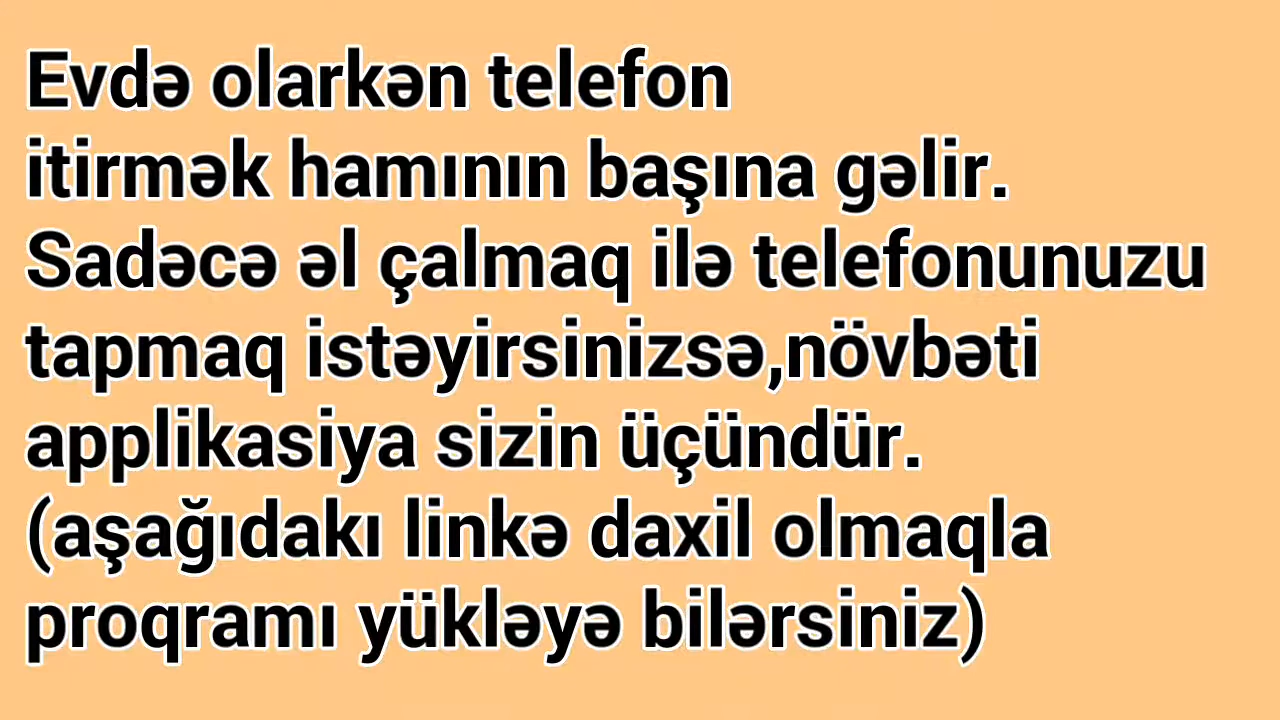 Evdə olarkən telefon
itirmək hamının başına gəlir.
Sadəcə əl çalmaq ilə telefonunuzu
tapmaq istəyirsinizsə,növbəti
applikasiya sizin üçündür.
(aşağıdakı linkə daxil olmaqla
proqramı yükləyə bilərsiniz)